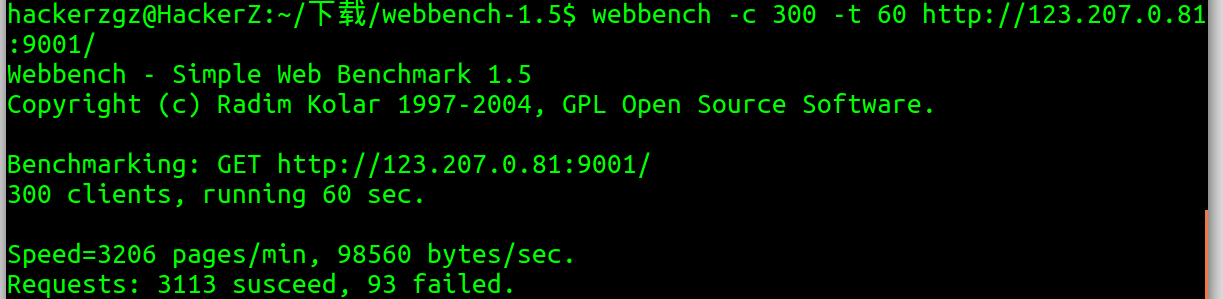 hackerzgz@HackerZ:~/下载/webbench-1.5$ webbench -c 300 -t 60 http://123.207.0.81
:9001/
Webbench - Simple Web Benchmark 1.5
Copyright (c) Radim Kolar 1997-2004, GPL Open Source Software.
Benchmarking: GET http://123.207.0.81:9001/
300 clients, running 60 sec.
Speed=3206 pages/min, 98560 bytes/sec.
Requests: 3113 susceed, 93 failed.